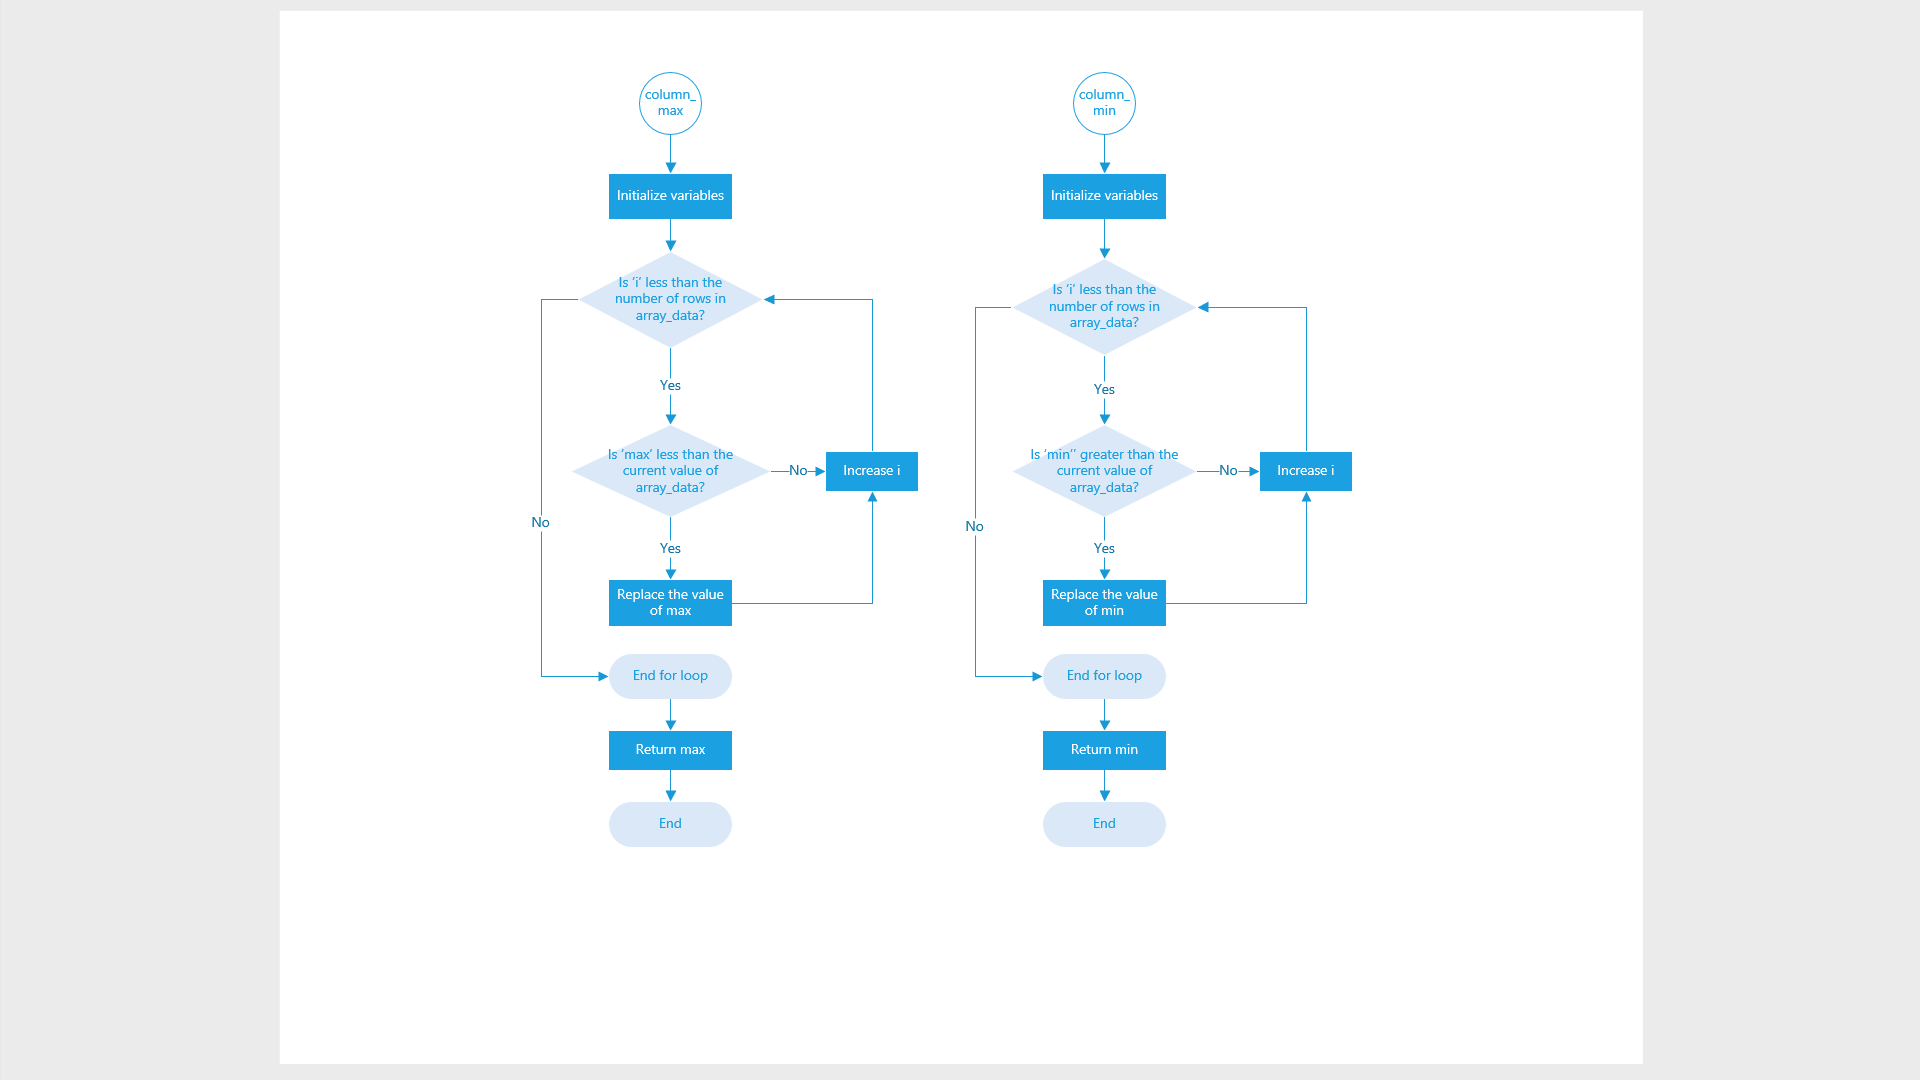 column_
max
Initialize variables
Is ‘i’ less than the
number of rows in
array_data?
Yes
Is ‘max’ less than the
current value of
array_data?
No
Increase i
No
Yes
Replace the value
of max
End for loop
Return max
End
column_
min
Initialize variables
Is ‘i’ less than the
number of rows in
array_data?
Yes
Is ‘min’’ greater than the
current value of
array_data?
No
Increase i
No
Yes
Replace the value
of min
End for loop
Return min
End